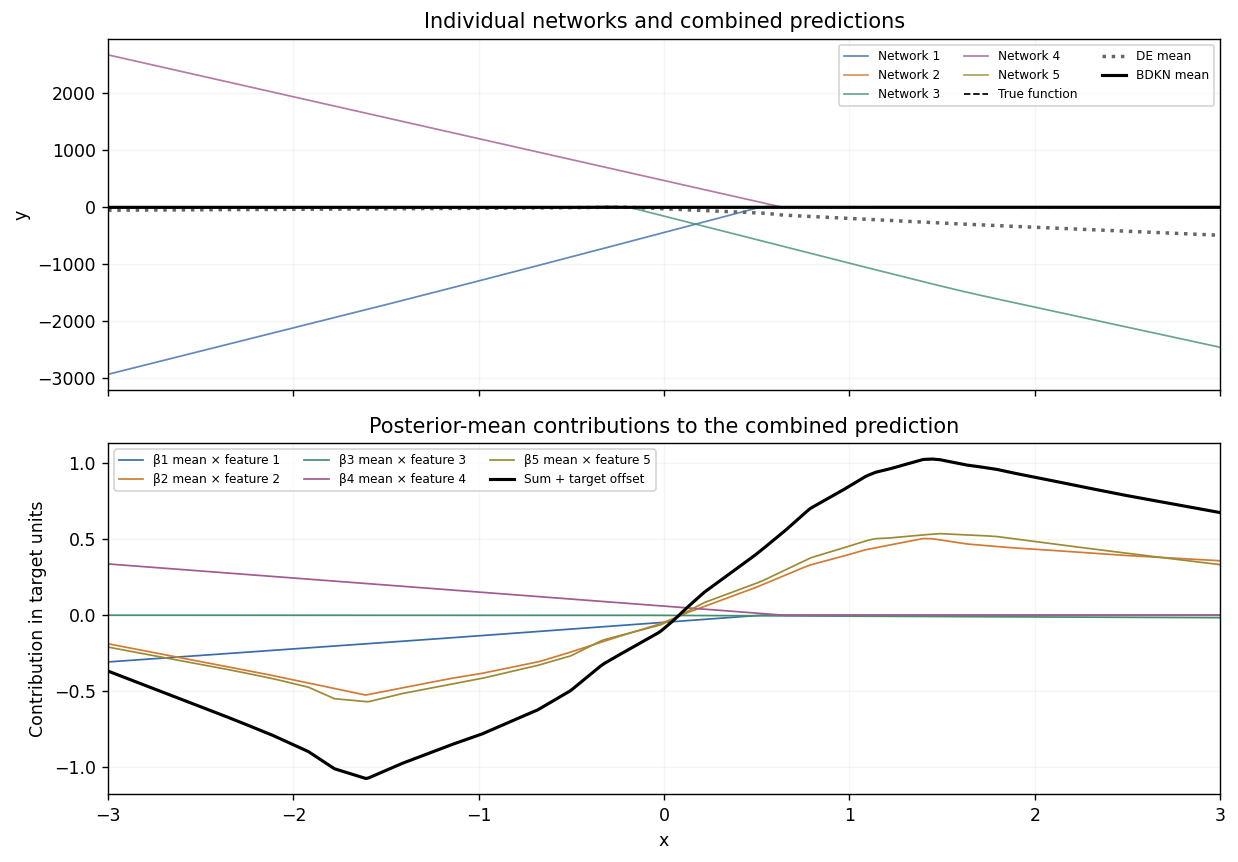 Individual networks and combined predictions
Network 1
Network 2
Network 3
Network 4
Network 5
True function
DE mean
BDKN mean
2000
1000
0
−1000
−2000
−3000
y
Posterior-mean contributions to the combined prediction
β1 mean × feature 1
β2 mean × feature 2
β3 mean × feature 3
β4 mean × feature 4
β5 mean × feature 5
Sum + target offset
1.0
0.5
0.0
−0.5
−1.0
Contribution in target units
−3 −2 −1 0 1 2 3
x